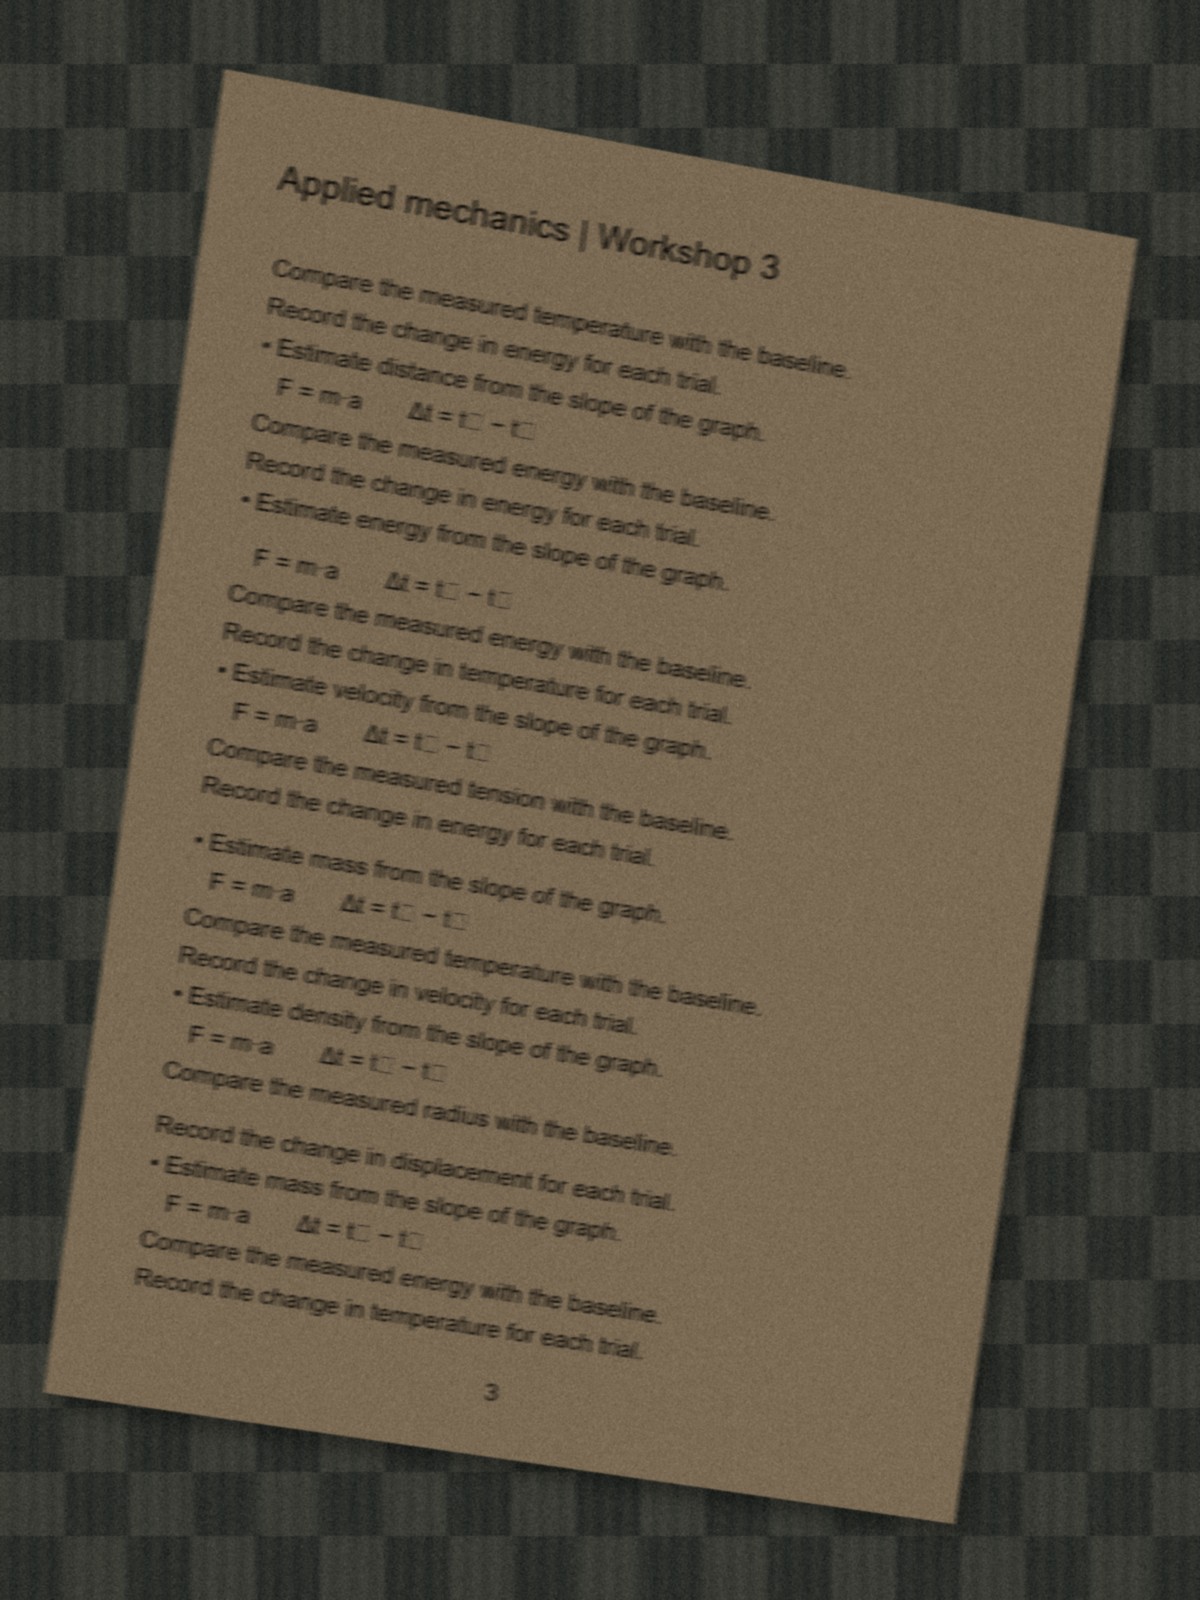 Applied mechanics | Workshop 3
Compare the measured temperature with the baseline.
Record the change in energy for each trial.
• Estimate distance from the slope of the graph.
F = m·a Δt = t□ − t□
Compare the measured energy with the baseline.
Record the change in energy for each trial.
• Estimate energy from the slope of the graph.
F = m·a Δt = t□ − t□
Compare the measured energy with the baseline.
Record the change in temperature for each trial.
• Estimate velocity from the slope of the graph.
F = m·a Δt = t□ − t□
Compare the measured tension with the baseline.
Record the change in energy for each trial.
• Estimate mass from the slope of the graph.
F = m·a Δt = t□ − t□
Compare the measured temperature with the baseline.
Record the change in velocity for each trial.
• Estimate density from the slope of the graph.
F = m·a Δt = t□ − t□
Compare the measured radius with the baseline.
Record the change in displacement for each trial.
• Estimate mass from the slope of the graph.
F = m·a Δt = t□ − t□
Compare the measured energy with the baseline.
Record the change in temperature for each trial.
3